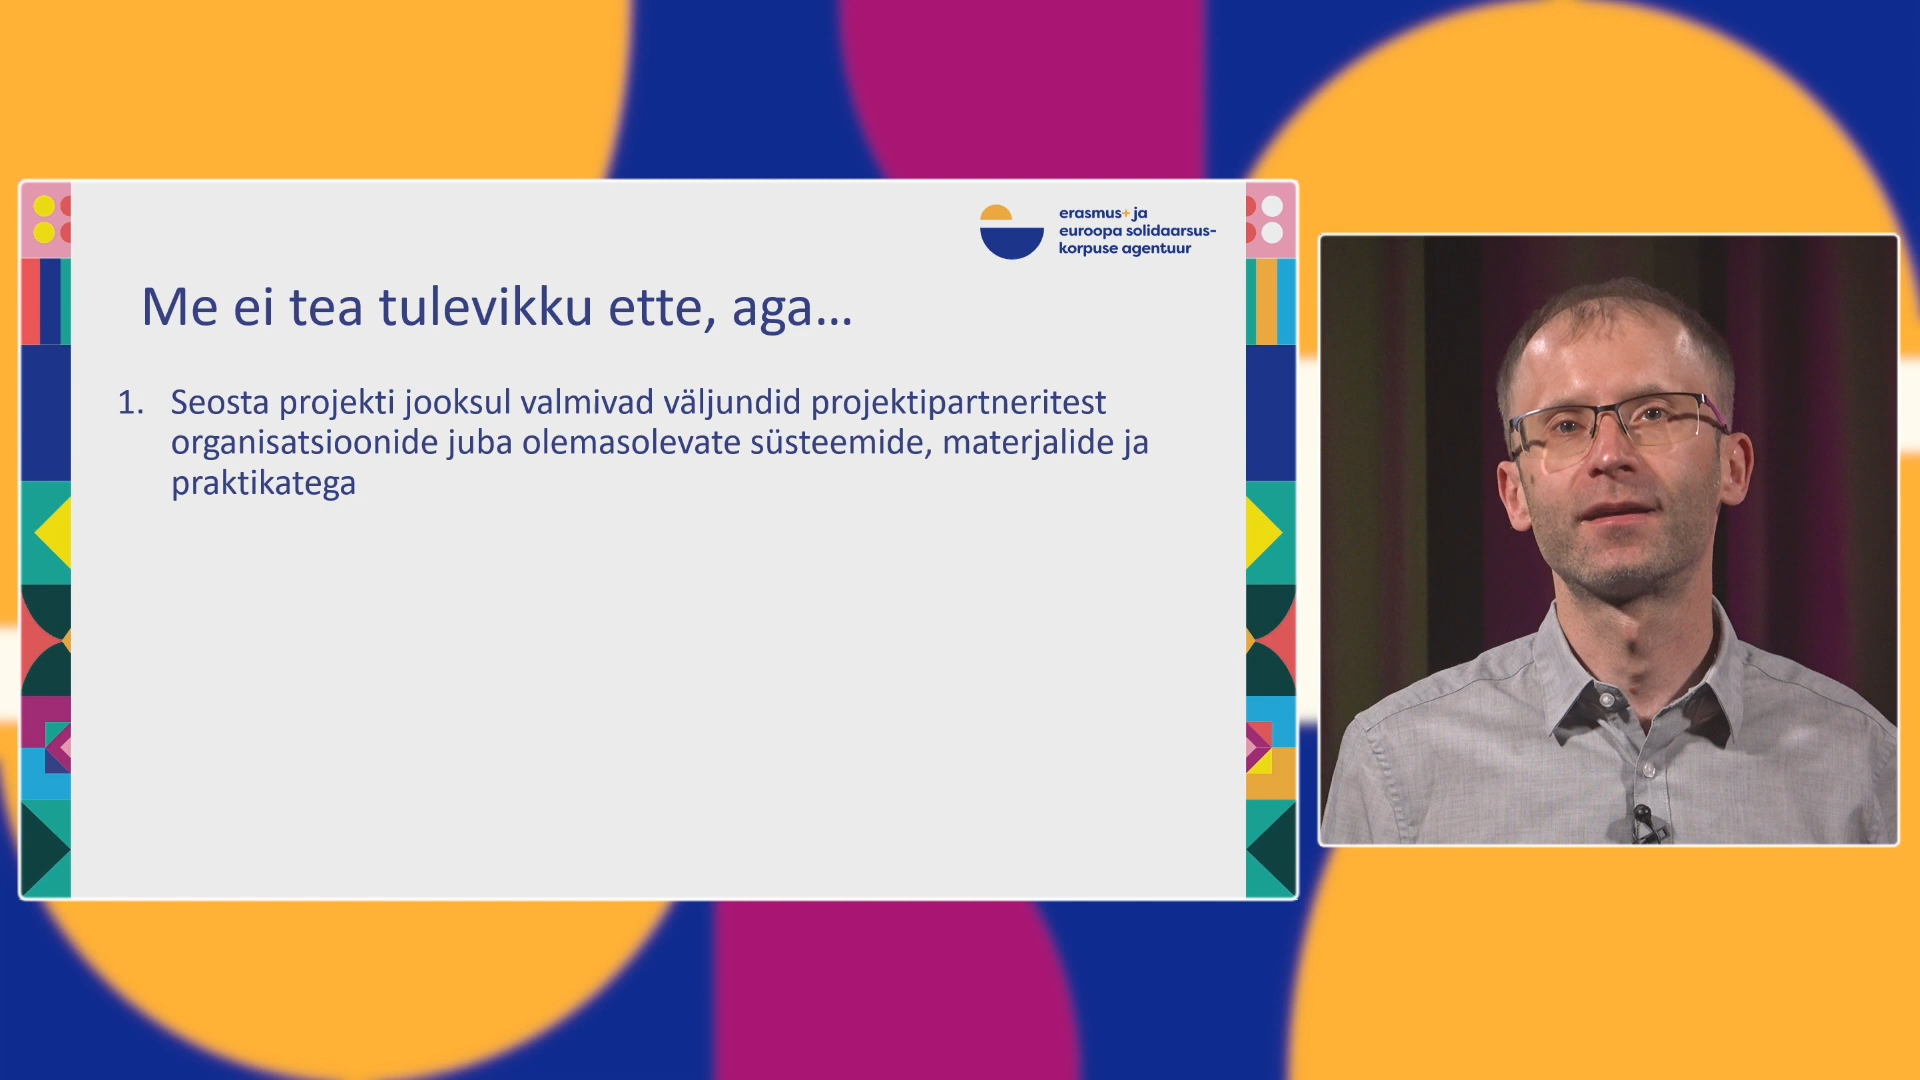 erasmus+ ja
euroopa solidaarsus-
korpuse agentuur
Me ei tea tulevikku ette, aga...
1. Seosta projekti jooksul valmivad väljundid projektipartneritest
organisatsioonide juba olemasolevate süsteemide, materjalide ja
praktikatega